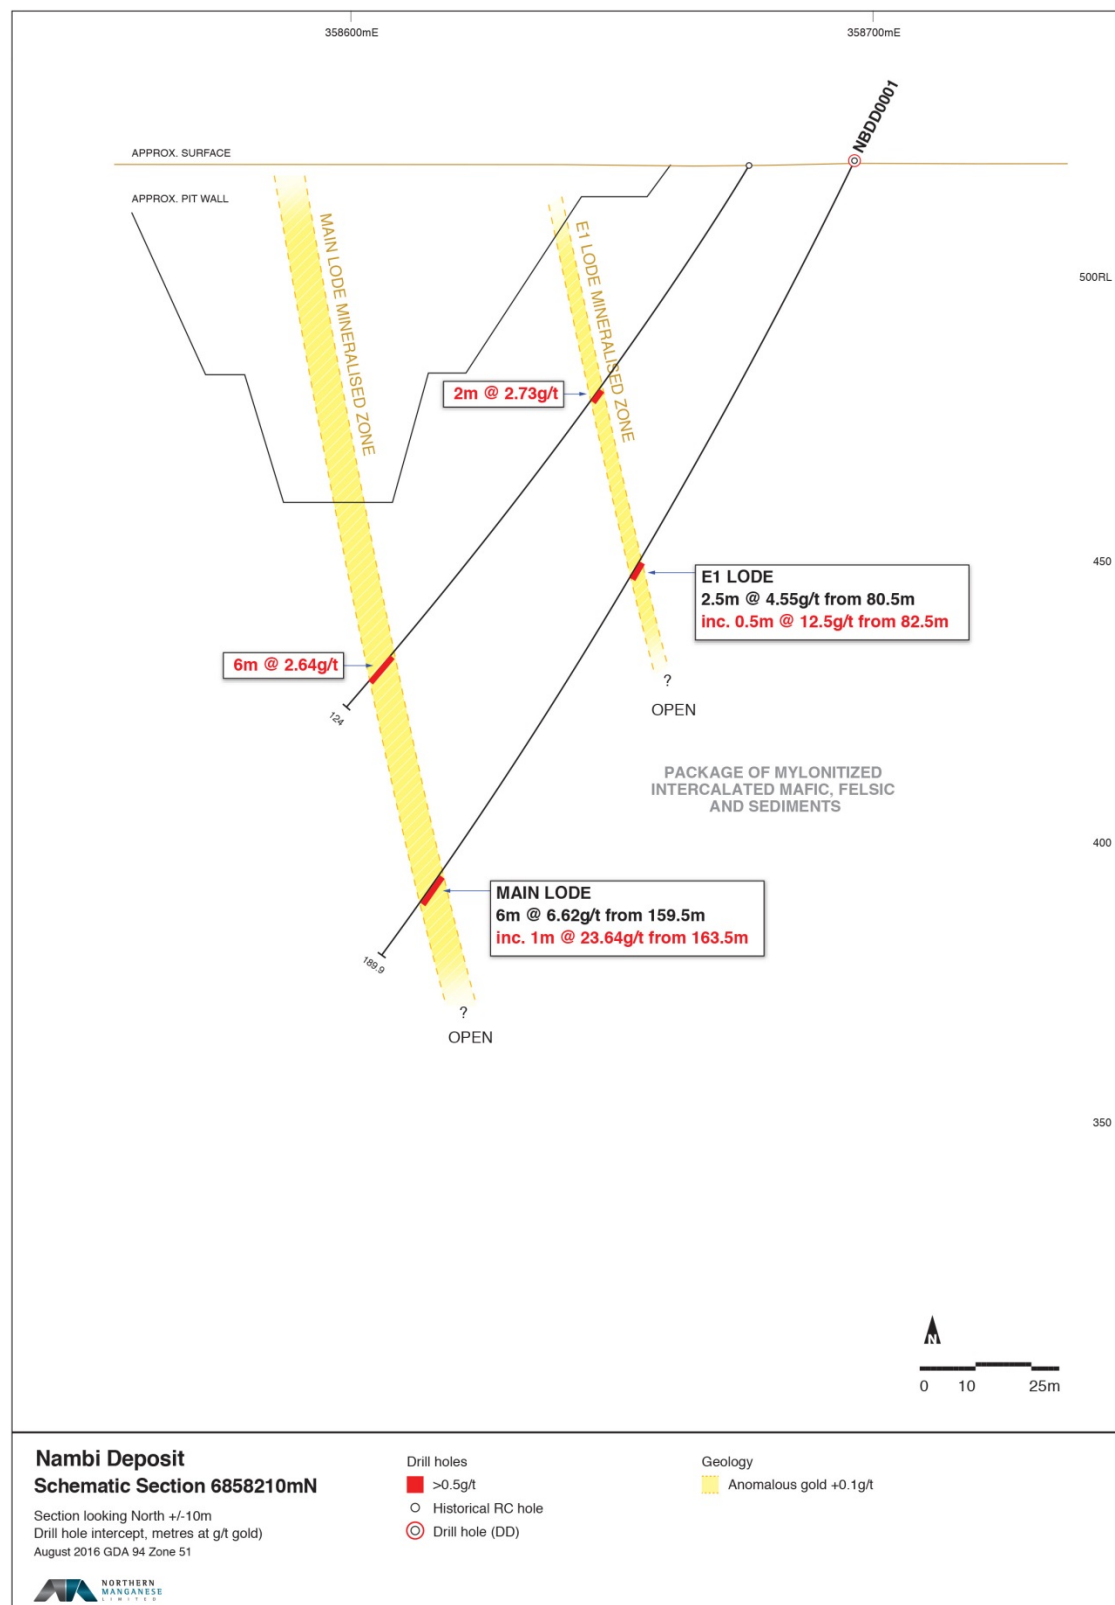 358600mE
358700mE
NBDD0001
APPROX. SURFACE
APPROX. PIT WALL
MAIN LODE MINERALISED ZONE
E1 LODE MINERALISED ZONE
500RL
2m @ 2.73g/t
450
E1 LODE
2.5m @ 4.55g/t from 80.5m
inc. 0.5m @ 12.5g/t from 82.5m
6m @ 2.64g/t
?
OPEN
124
PACKAGE OF MYLONITIZED
INTERCALATED MAFIC, FELSIC
AND SEDIMENTS
400
MAIN LODE
6m @ 6.62g/t from 159.5m
inc. 1m @ 23.64g/t from 163.5m
189.9
?
OPEN
350
N
0 10 25m
Nambi Deposit
Schematic Section 6858210mN
Section looking North +/-10m
Drill hole intercept, metres at g/t gold)
August 2016 GDA 94 Zone 51
NORTHERN
MANGANESE
LIMITED
Drill holes
>0.5g/t
Historical RC hole
Drill hole (DD)
Geology
Anomalous gold +0.1g/t